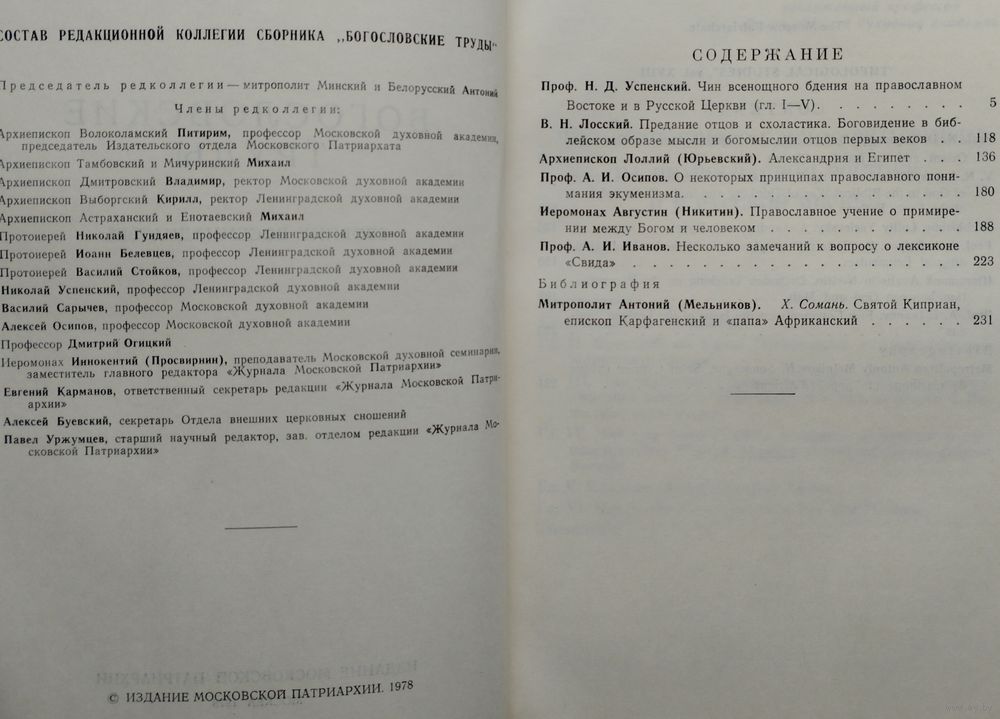 СОСТАВ РЕДАКЦИОННОЙ КОЛЛЕГИИ СБОРНИКА „БОГОСЛОВСКИЕ ТРУДЫ“
Председатель редколлегии — митрополит Минский и Белорусский Антоний
Члены редколлегии:
Архиепископ Волоколамский Питирим, профессор Московской духовной академии,
председатель Издательского отдела Московского Патриархата
Архиепископ Тамбовский и Мичуринский Михаил
Архиепископ Дмитровский Владимир, ректор Московской духовной академии
Архиепископ Выборгский Кирилл, ректор Ленинградской духовной академии
Архиепископ Астраханский и Енотаевский Михаил
Протоиерей Николай Гундяев, профессор Ленинградской духовной академии
Протоиерей Иоанн Белевцев, профессор Ленинградской духовной академии
Протоиерей Василий Стойков, профессор Ленинградской духовной академии
Николай Успенский, профессор Ленинградской духовной академии
Василий Сарычев, профессор Московской духовной академии
Алексей Осипов, профессор Московской духовной академии
Профессор Дмитрий Огицкий
Иеромонах Иннокентий (Просвирнин), преподаватель Московской духовной семинарии,
заместитель главного редактора «Журнала Московской Патриархии»
Евгений Карманов, ответственный секретарь редакции «Журнала Московской Патри-
архии»
Алексей Буевский, секретарь Отдела внешних церковных сношений
Павел Уржумцев, старший научный редактор, зав. отделом редакции «Журнала Мо-
сковской Патриархии»
© ИЗДАНИЕ МОСКОВСКОЙ ПАТРИАРХИИ. 1978
СОДЕРЖАНИЕ
Проф. Н. Д. Успенский. Чин всенощного бдения на православном
Востоке и в Русской Церкви (гл. I—V). . . . . . . . . 5
В. Н. Лосский. Предание отцов и схоластика. Боговидение в биб-
лейском образе мысли и богомыслии отцов первых веков . . 118
Архиепископ Лоллий (Юрьевский). Александрия и Египет . . . 136
Проф. А. И. Осипов. О некоторых принципах православного пони-
мания экуменизма. . . . . . . . . . . . . . . . . 180
Иеромонах Августин (Никитин). Православное учение о примире-
нии между Богом и человеком . . . . . . . . . . . . 188
Проф. А. И. Иванов. Несколько замечаний к вопросу о лексиконе
«Свида» . . . . . . . . . . . . . . . . . . . . 223
Библиография
Митрополит Антоний (Мельников). Х. Сомань. Святой Киприан,
епископ Карфагенский и «папа» Африканский . . . . . . 231